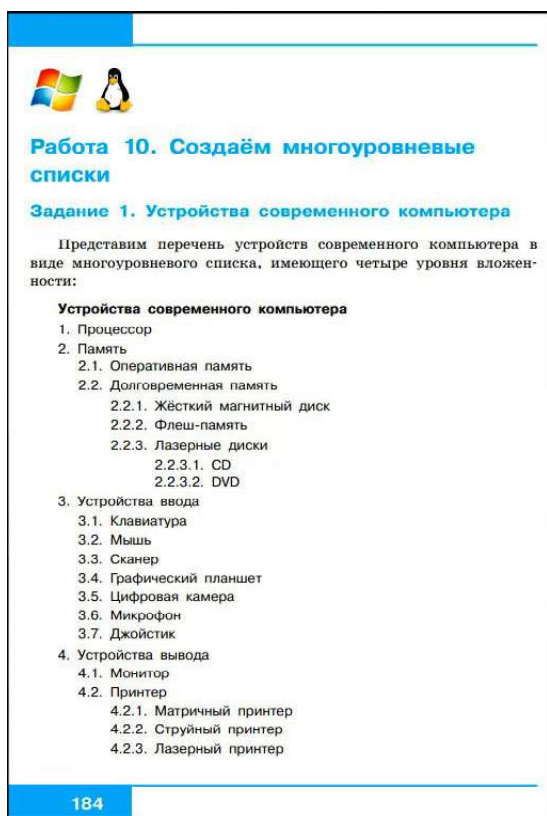 Работа 10. Создаём многоуровневые
списки
Задание 1. Устройства современного компьютера
Представим перечень устройств современного компьютера в
виде многоуровневого списка, имеющего четыре уровня вложен-
ности:
Устройства современного компьютера
1. Процессор
2. Память
2.1. Оперативная память
2.2. Долговременная память
2.2.1. Жёсткий магнитный диск
2.2.2. Флеш-память
2.2.3. Лазерные диски
2.2.3.1. CD
2.2.3.2. DVD
3. Устройства ввода
3.1. Клавиатура
3.2. Мышь
3.3. Сканер
3.4. Графический планшет
3.5. Цифровая камера
3.6. Микрофон
3.7. Джойстик
4. Устройства вывода
4.1. Монитор
4.2. Принтер
4.2.1. Матричный принтер
4.2.2. Струйный принтер
4.2.3. Лазерный принтер
184